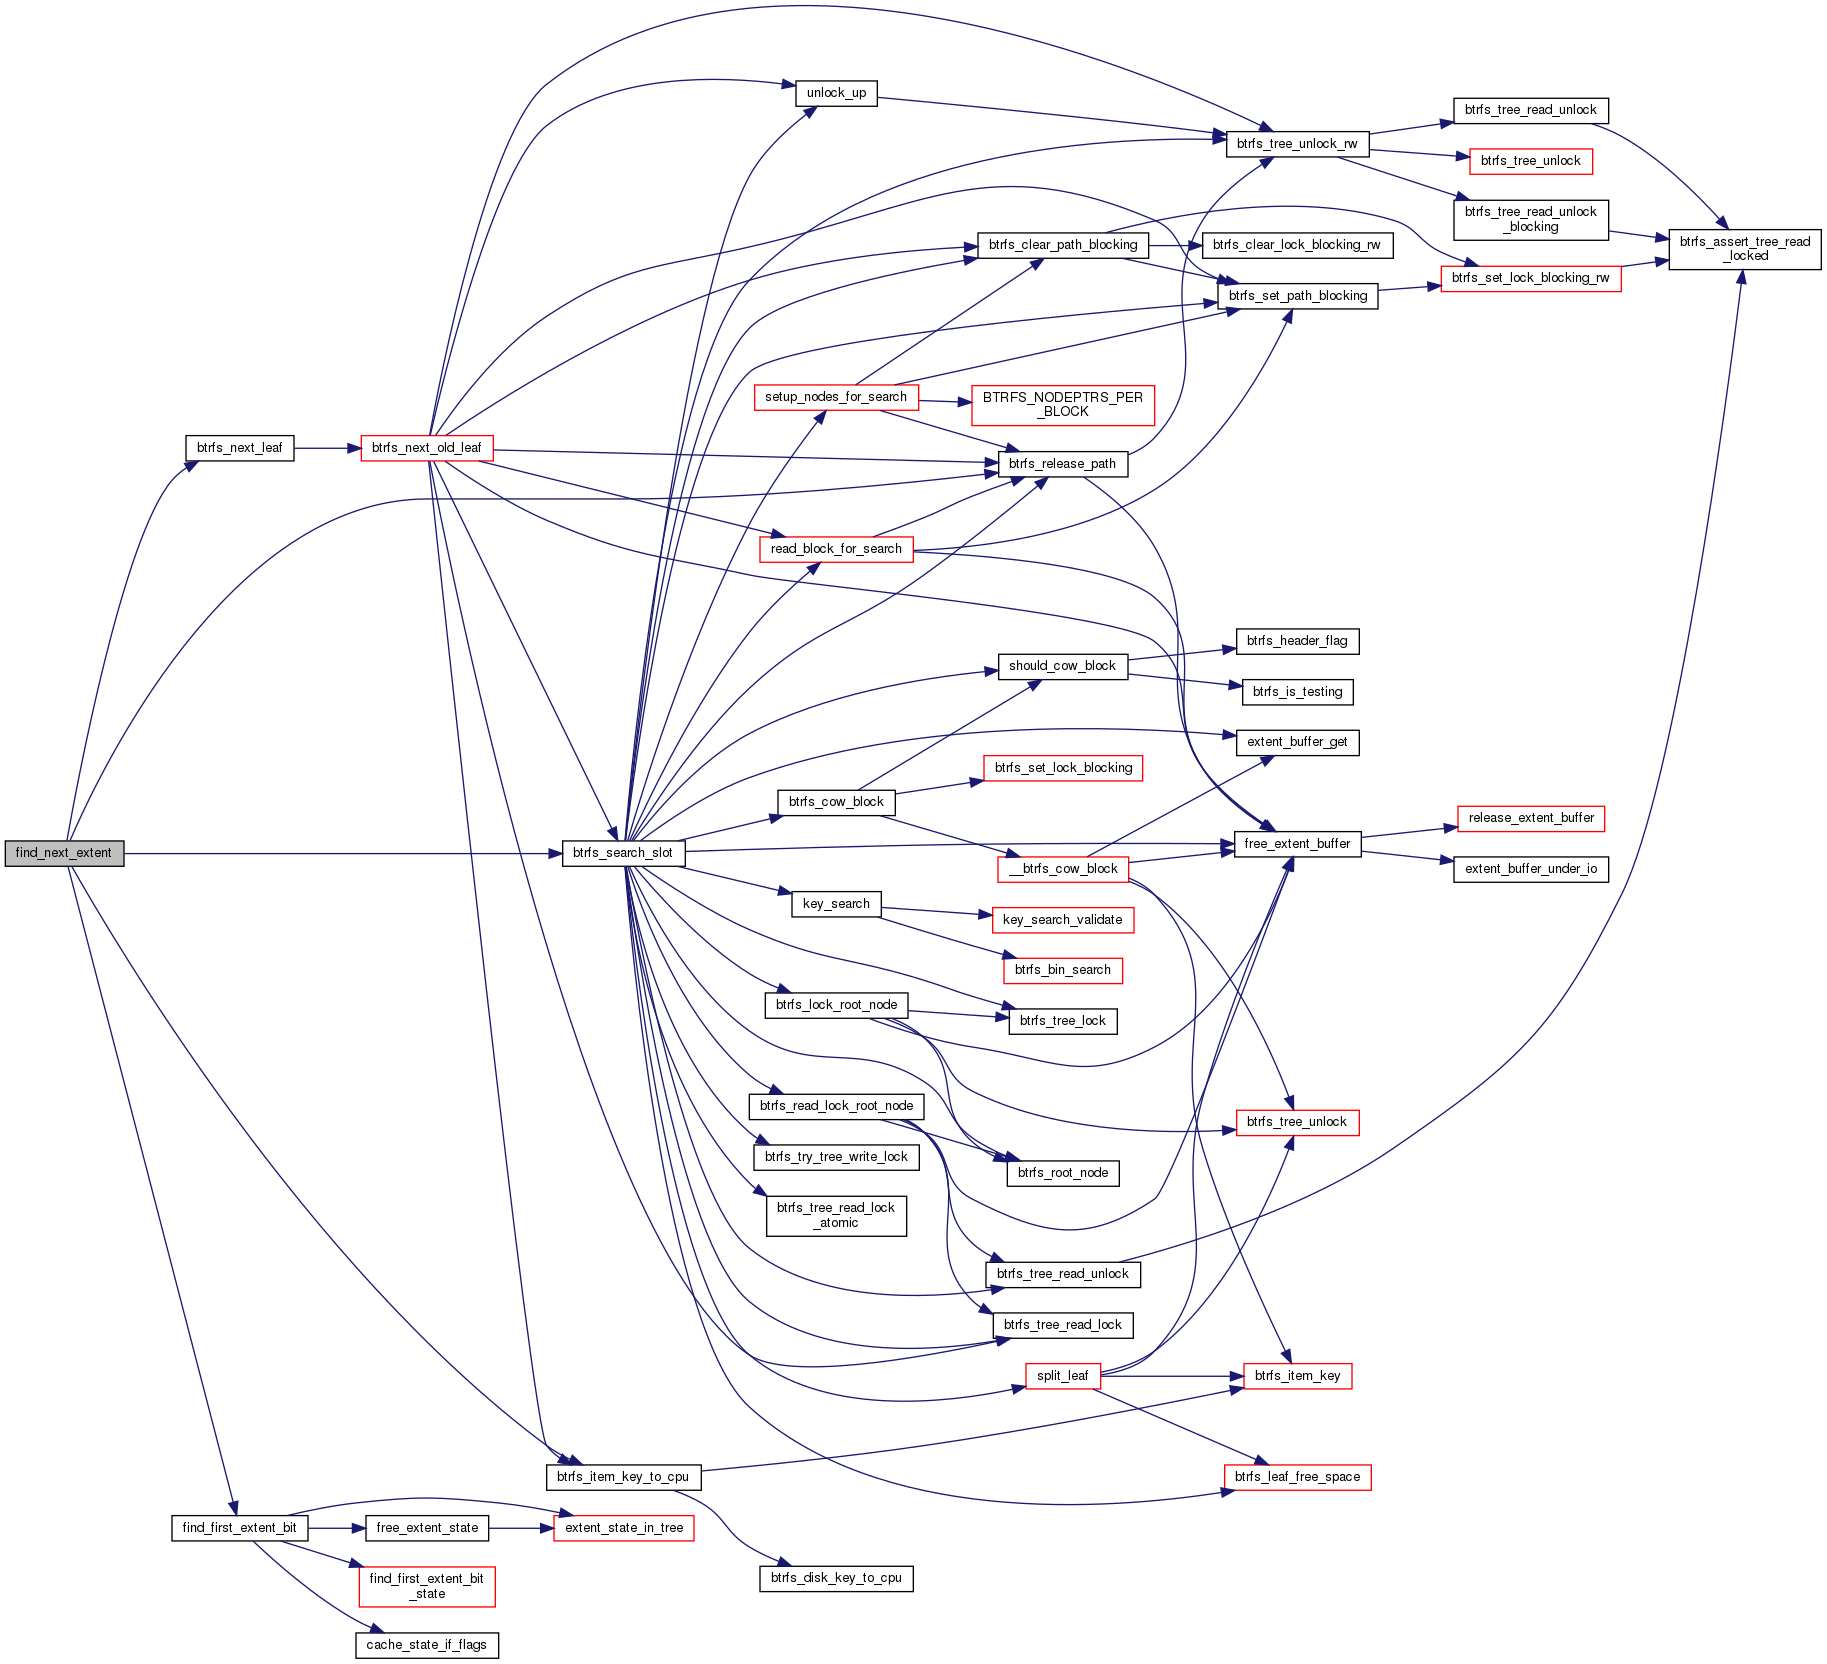 unlock_up
btrfs_tree_read_unlock
btrfs_tree_unlock_rw
btrfs_tree_unlock
btrfs_tree_read_unlock
_blocking
btrfs_clear_path_blocking
btrfs_clear_lock_blocking_rw
btrfs_assert_tree_read
_locked
btrfs_set_lock_blocking_rw
btrfs_set_path_blocking
setup_nodes_for_search
BTRFS_NODEPTRS_PER
_BLOCK
btrfs_next_leaf
btrfs_next_old_leaf
btrfs_release_path
read_block_for_search
btrfs_header_flag
should_cow_block
btrfs_is_testing
extent_buffer_get
btrfs_set_lock_blocking
btrfs_cow_block
release_extent_buffer
find_next_extent
btrfs_search_slot
free_extent_buffer
__btrfs_cow_block
extent_buffer_under_io
key_search
key_search_validate
btrfs_bin_search
btrfs_lock_root_node
btrfs_tree_lock
btrfs_read_lock_root_node
btrfs_tree_unlock
btrfs_try_tree_write_lock
btrfs_root_node
btrfs_tree_read_lock
_atomic
btrfs_tree_read_unlock
btrfs_tree_read_lock
split_leaf
btrfs_item_key
btrfs_item_key_to_cpu
btrfs_leaf_free_space
find_first_extent_bit
free_extent_state
extent_state_in_tree
find_first_extent_bit
_state
btrfs_disk_key_to_cpu
cache_state_if_flags